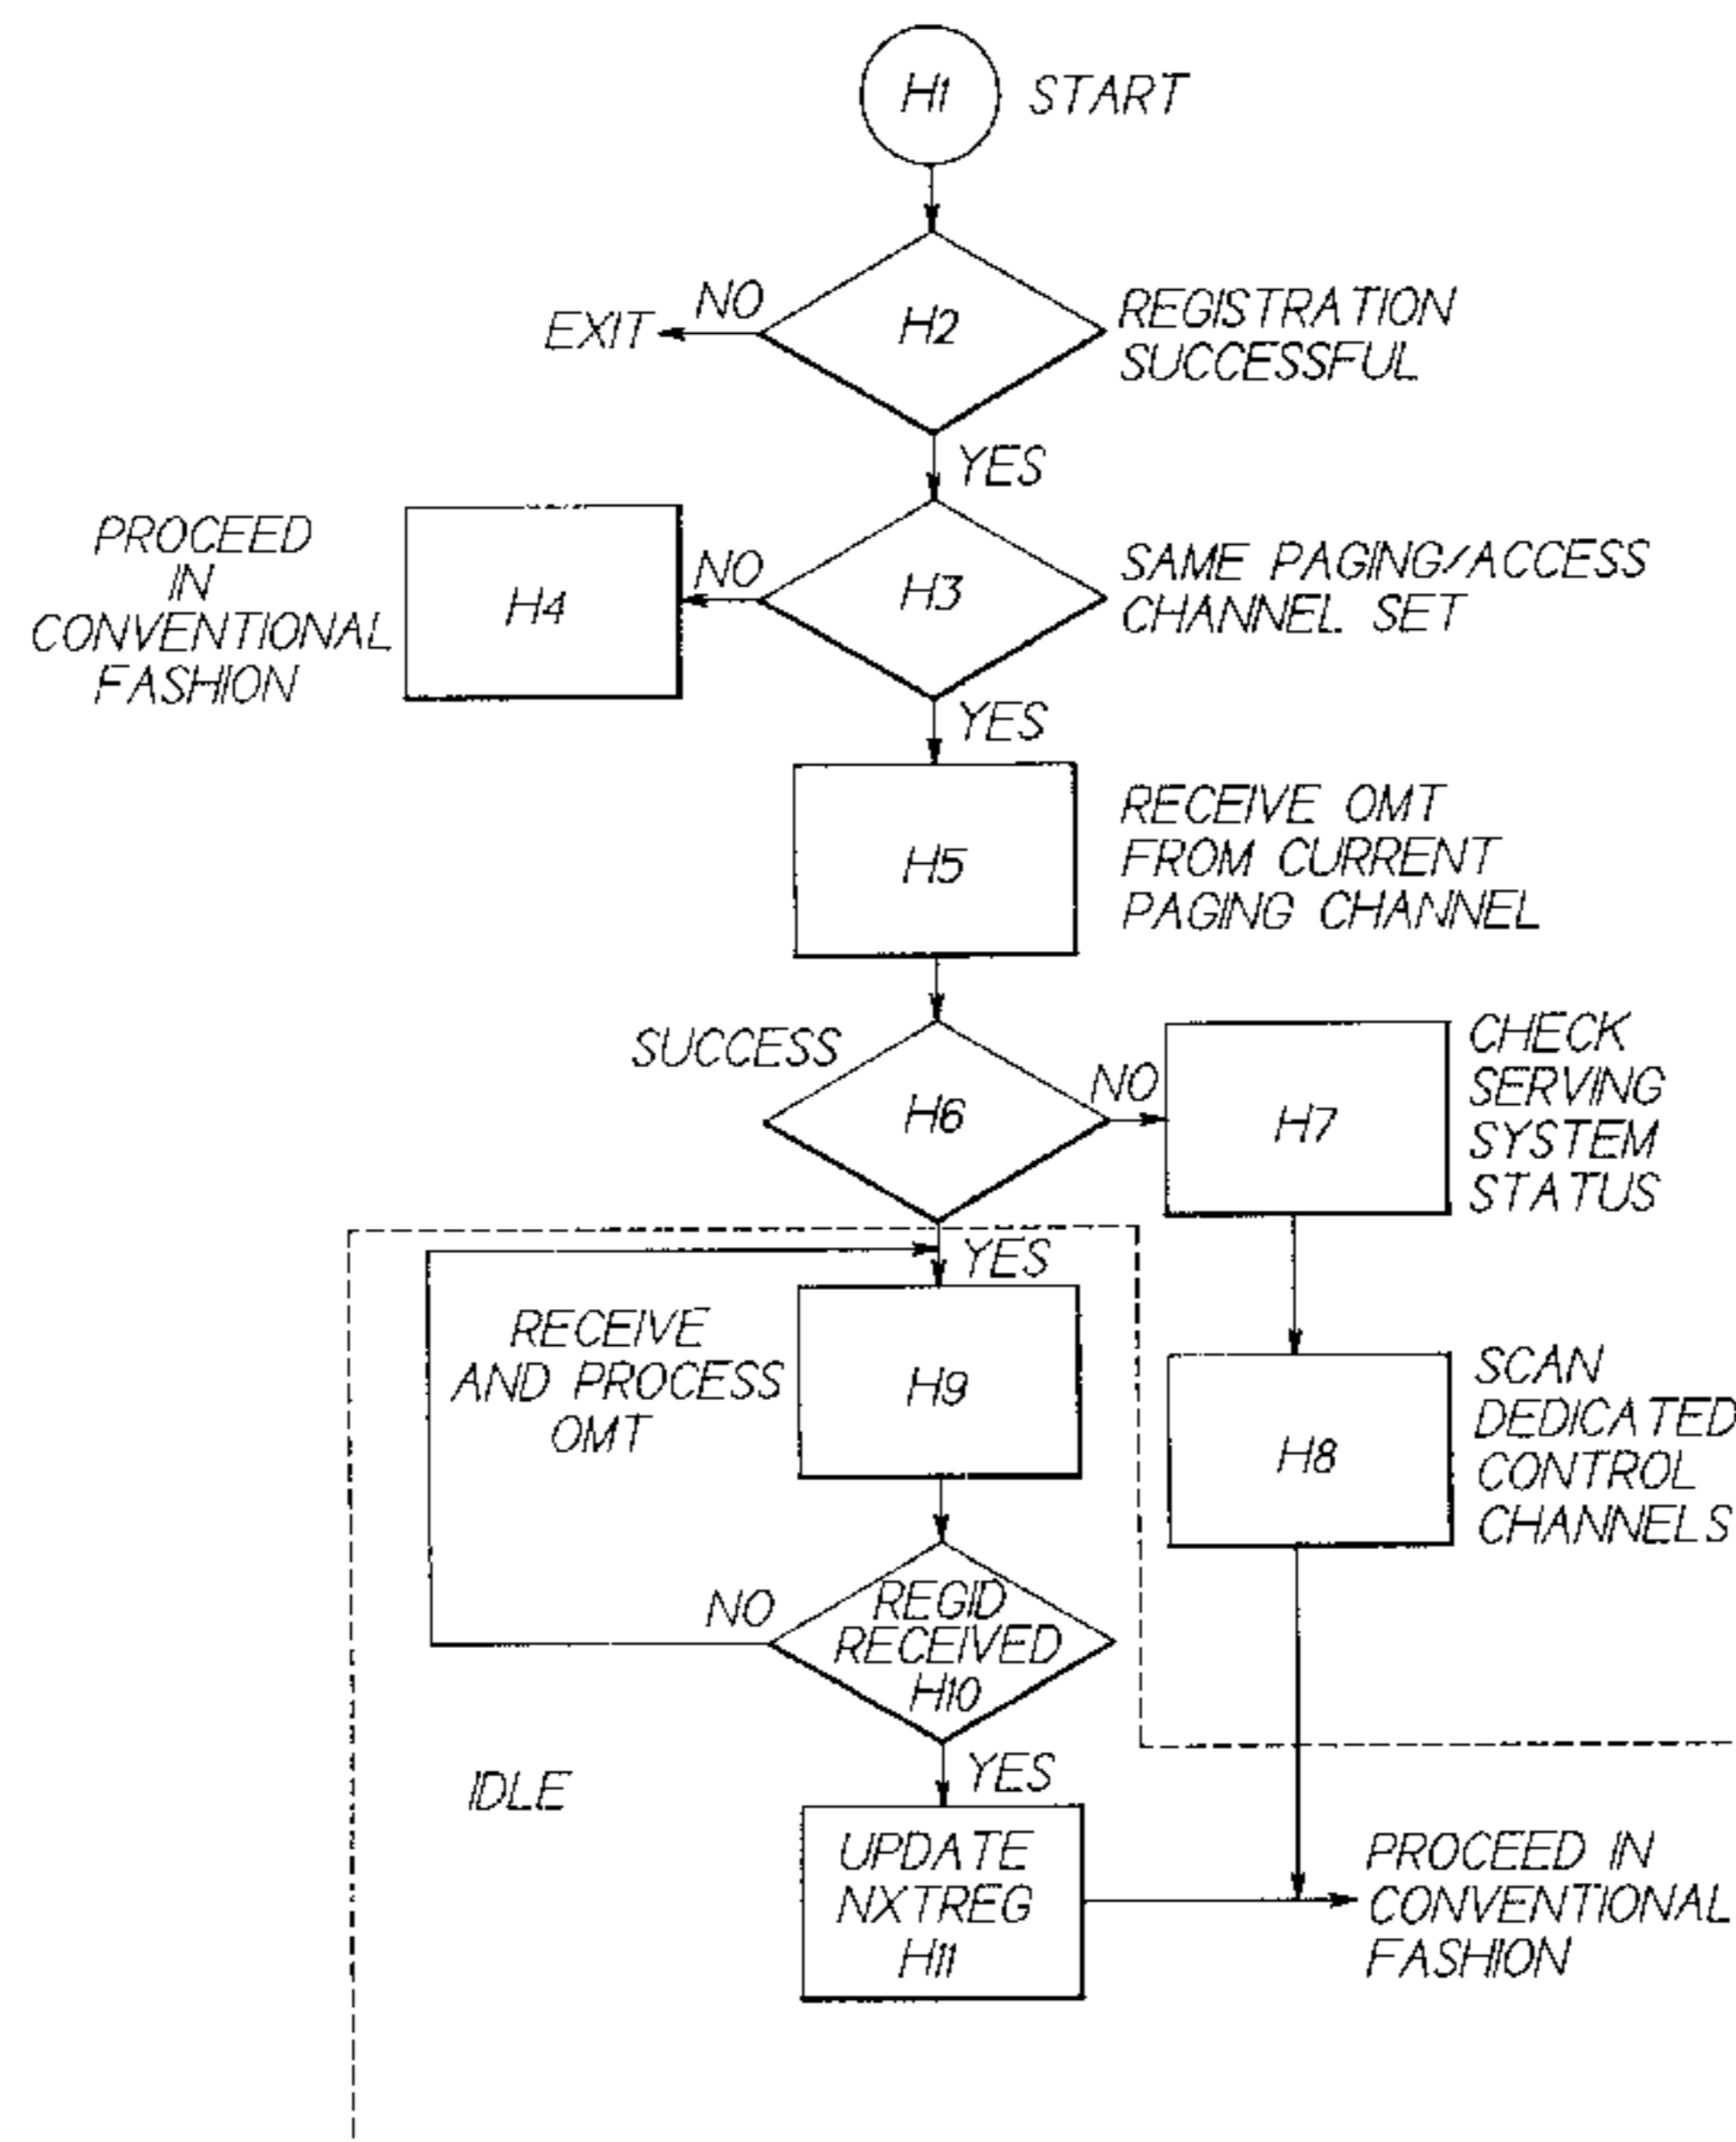 H1
START
NO
EXIT
H2
REGISTRATION
SUCCESSFUL
YES
PROCEED
IN
CONVENTIONAL
FASHION
H4
NO
H3
SAME PAGING/ACCESS
CHANNEL SET
YES
H5
RECEIVE OMT
FROM CURRENT
PAGING CHANNEL
SUCCESS
H6
NO
H7
CHECK
SERVING
SYSTEM
STATUS
YES
RECEIVE
AND PROCESS
OMT
H9
H8
SCAN
DEDICATED
CONTROL
CHANNELS
NO
REGID
RECEIVED
H10
YES
IDLE
UPDATE
NXTREG
H11
PROCEED IN
CONVENTIONAL
FASHION